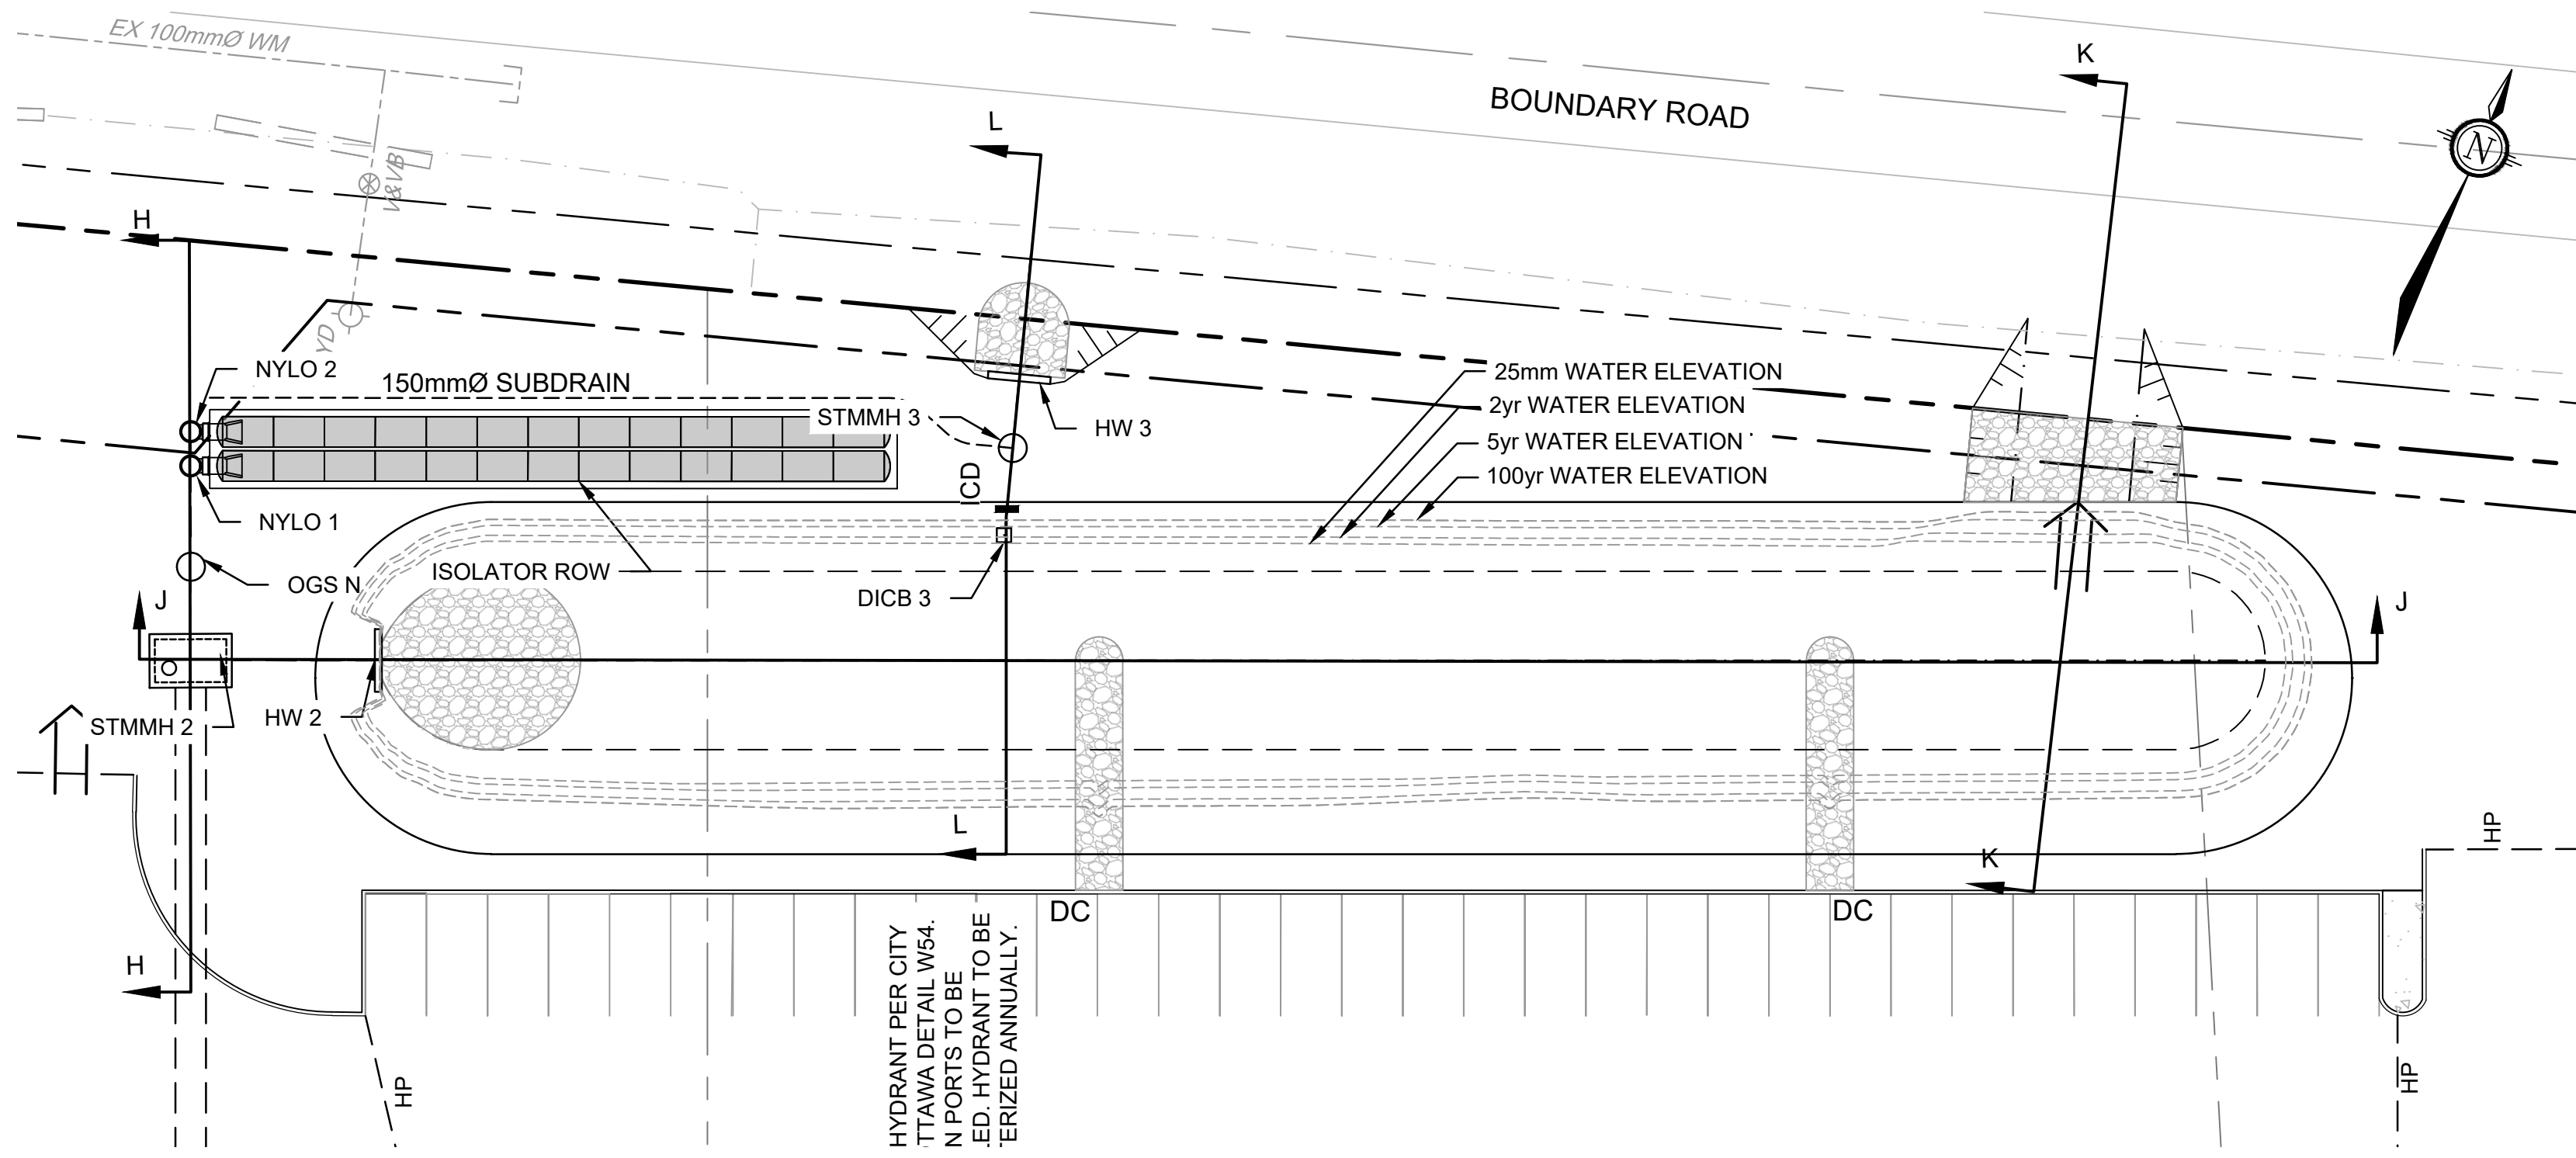 EX 100mmØ WM
BOUNDARY ROAD
K
L
N
V&VB
H
YD
NYLO 2
150mmØ SUBDRAIN
STMMH 3
HW 3
25mm WATER ELEVATION
2yr WATER ELEVATION
5yr WATER ELEVATION
100yr WATER ELEVATION
ICD
NYLO 1
ISOLATOR ROW
OGS N
DICB 3
J
J
STMMH 2
HW 2
L
K
HP
DC
DC
H
HP
HP
HYDRANT PER CITY
TTAWA DETAIL W54.
N PORTS TO BE
ED. HYDRANT TO BE
ERIZED ANNUALLY.